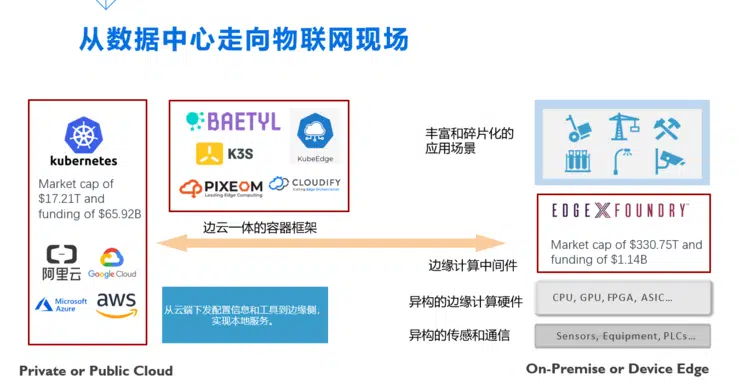 从数据中心走向物联网现场
kubernetes
Market cap of
$17.21T and
funding of $65.92B
阿里云
Google Cloud
Microsoft
Azure
aws
BAETYL
K3S
KubeEdge
PIXEOM
Leading Edge Computing
CLOUDIFY
边云一体的容器框架
从云端下发配置信息和工具到边缘侧,
实现本地服务。
丰富和碎片化的
应用场景
EDGE X FOUNDRY
Market cap of $330.75T and
funding of $1.14B
边缘计算中间件
异构的边缘计算硬件
CPU, GPU, FPGA, ASIC...
异构的传感和通信
Sensors, Equipment, PLCs...
Private or Public Cloud
On-Premise or Device Edge